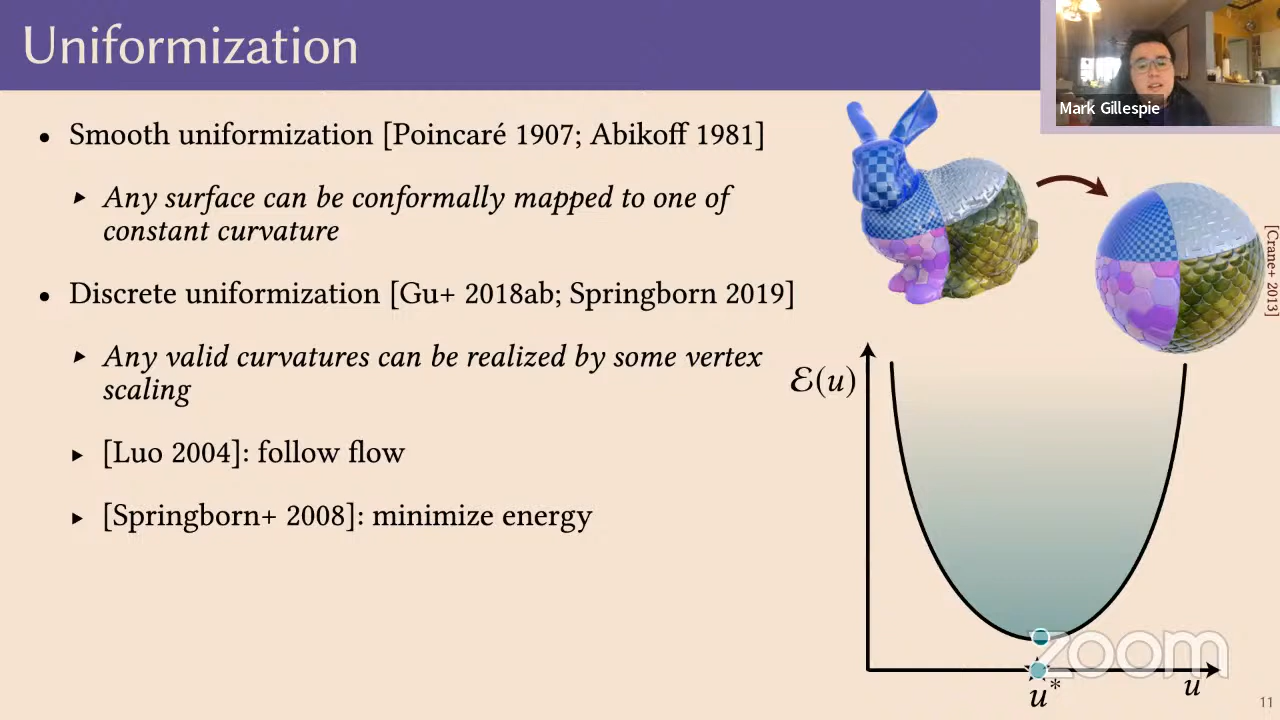 Uniformization
Mark Gillespie
• Smooth uniformization [Poincaré 1907; Abikoff 1981]
▸ Any surface can be conformally mapped to one of
constant curvature
• Discrete uniformization [Gu+ 2018ab; Springborn 2019]
▸ Any valid curvatures can be realized by some vertex
scaling
▸ [Luo 2004]: follow flow
▸ [Springborn+ 2008]: minimize energy
[Crane+ 2013]
ℰ(u)
zoom
u*
u
11